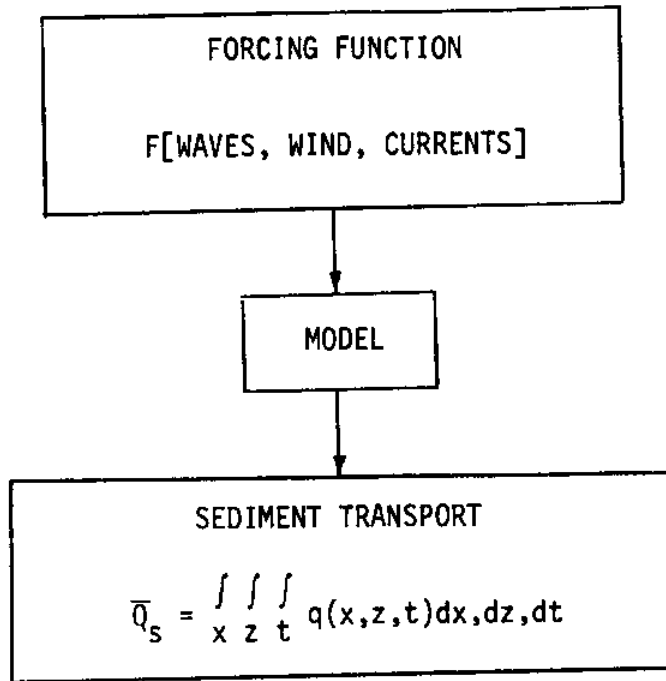 FORCING FUNCTION
F[WAVES, WIND, CURRENTS]
MODEL
SEDIMENT TRANSPORT
Q̅s = ∫x ∫z ∫t q(x,z,t)dx,dz,dt